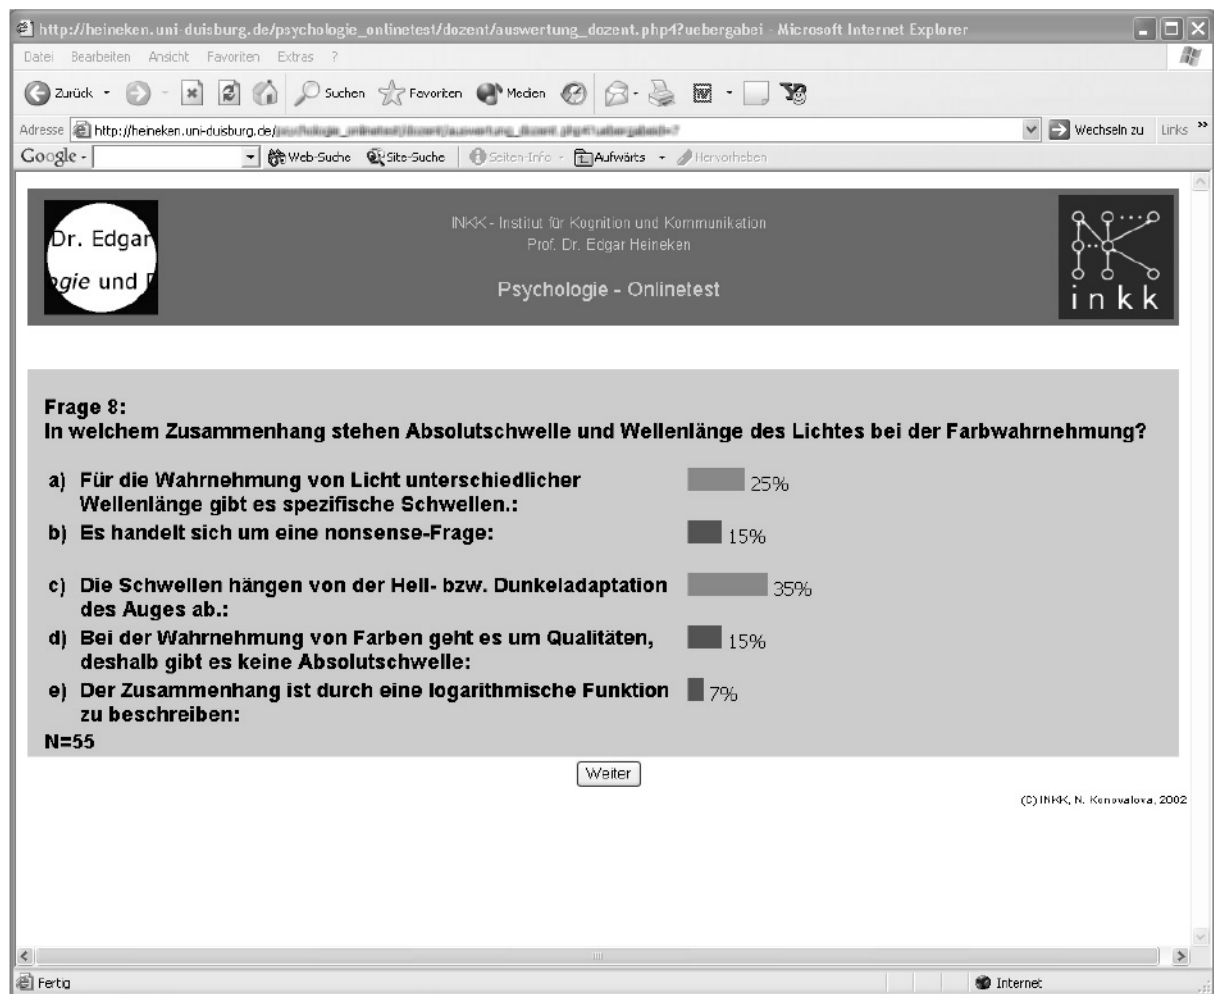 http://heineken.uni-duisburg.de/psychologie_onlinetest/dozent/auswertung_dozent.php4?uebergabei - Microsoft Internet Explorer
Datei Bearbeiten Ansicht Favoriten Extras ?
Zurück Suchen Favoriten Medien
Adresse http://heineken.uni-duisburg.de/ Wechseln zu Links »
Google - Web-Suche Site-Suche Seiten-Info - Aufwärts Hervorheben
INKK - Institut für Kognition und Kommunikation
Prof. Dr. Edgar Heineken
Psychologie - Onlinetest
Dr. Edgar
ogie und
inkk
Frage 8:
In welchem Zusammenhang stehen Absolutschwelle und Wellenlänge des Lichtes bei der Farbwahrnehmung?
a) Für die Wahrnehmung von Licht unterschiedlicher 25%
Wellenlänge gibt es spezifische Schwellen.:
b) Es handelt sich um eine nonsense-Frage: 15%
c) Die Schwellen hängen von der Hell- bzw. Dunkeladaptation 35%
des Auges ab.:
d) Bei der Wahrnehmung von Farben geht es um Qualitäten, 15%
deshalb gibt es keine Absolutschwelle:
e) Der Zusammenhang ist durch eine logarithmische Funktion 7%
zu beschreiben:
N=55
Weiter
(C) INKK, N. Konovalova, 2002
Fertig Internet